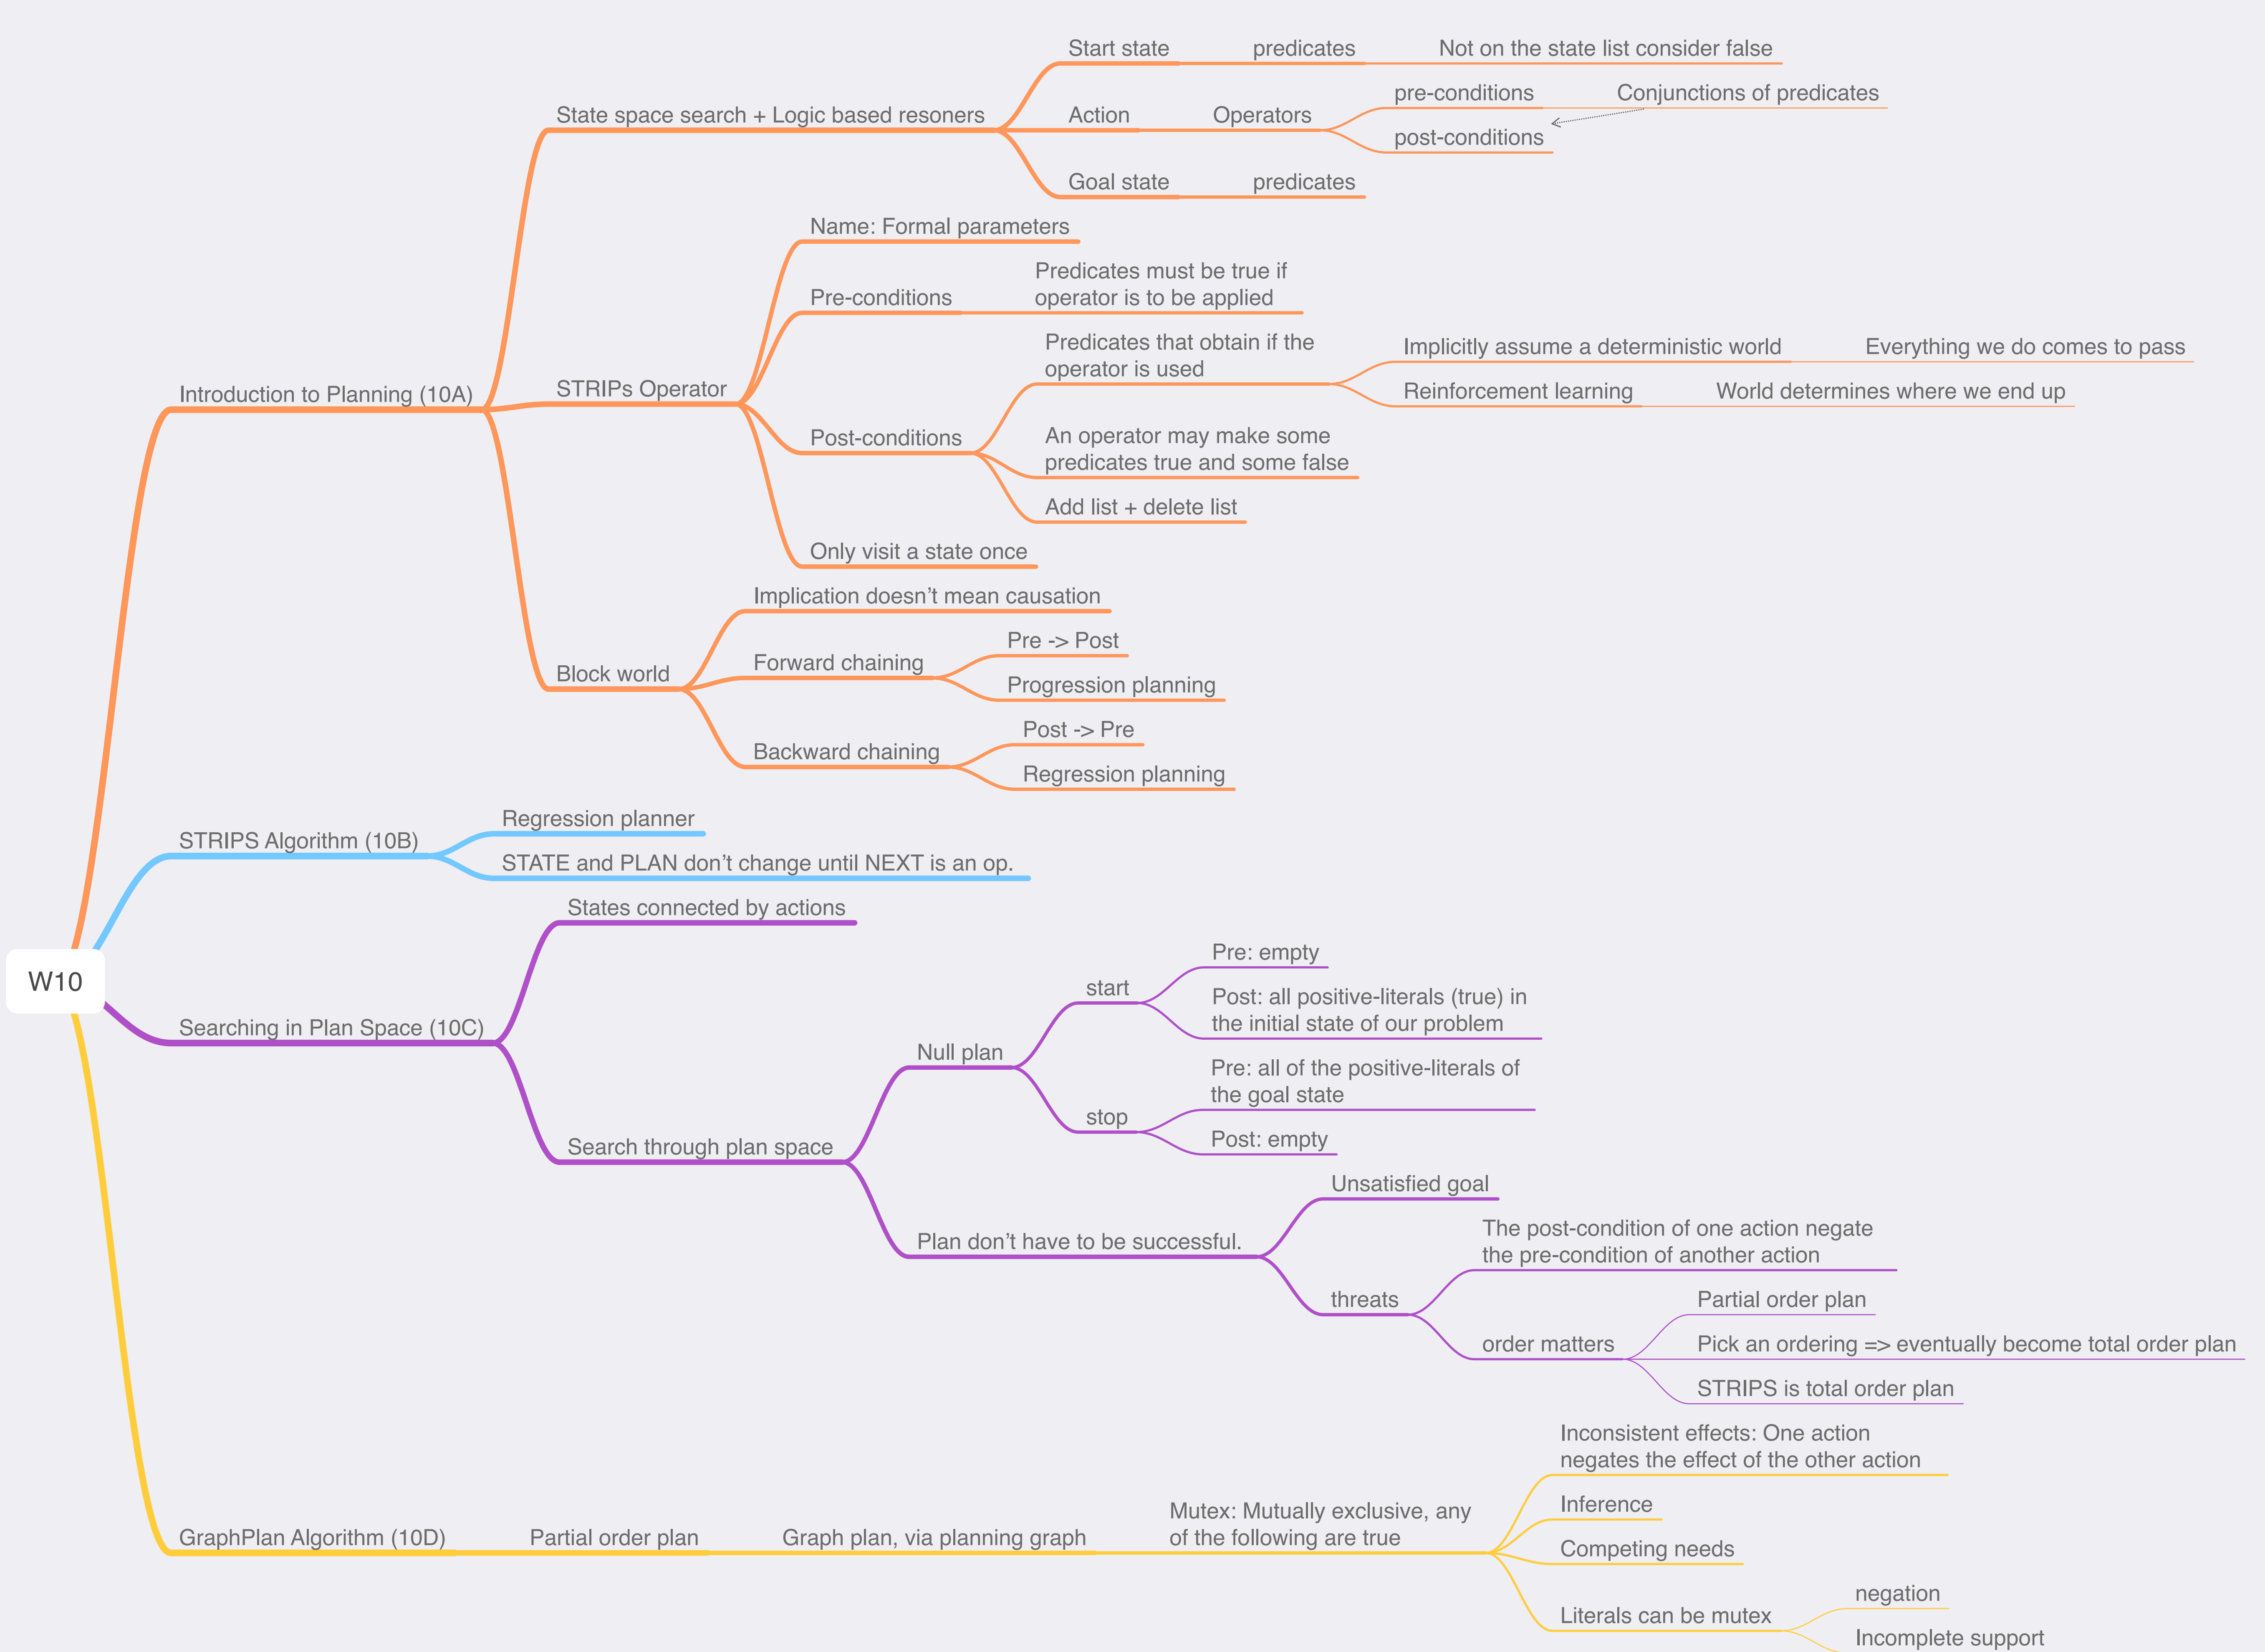 Start state
predicates
Not on the state list consider false
pre-conditions
Conjunctions of predicates
State space search + Logic based resoners
Action
Operators
post-conditions
Goal state
predicates
Name: Formal parameters
Predicates must be true if
operator is to be applied
Pre-conditions
Predicates that obtain if the
operator is used
Implicitly assume a deterministic world
Everything we do comes to pass
Reinforcement learning
World determines where we end up
Introduction to Planning (10A)
STRIPs Operator
Post-conditions
An operator may make some
predicates true and some false
Add list + delete list
Only visit a state once
Implication doesn’t mean causation
Pre -> Post
Forward chaining
Block world
Progression planning
Post -> Pre
Backward chaining
Regression planning
Regression planner
STRIPS Algorithm (10B)
STATE and PLAN don’t change until NEXT is an op.
States connected by actions
W10
Searching in Plan Space (10C)
Pre: empty
start
Post: all positive-literals (true) in
the initial state of our problem
Null plan
Pre: all of the positive-literals of
the goal state
stop
Post: empty
Search through plan space
Unsatisfied goal
Plan don’t have to be successful.
The post-condition of one action negate
the pre-condition of another action
threats
Partial order plan
order matters
Pick an ordering => eventually become total order plan
STRIPS is total order plan
Inconsistent effects: One action
negates the effect of the other action
Inference
GraphPlan Algorithm (10D)
Partial order plan
Graph plan, via planning graph
Mutex: Mutually exclusive, any
of the following are true
Competing needs
negation
Literals can be mutex
Incomplete support